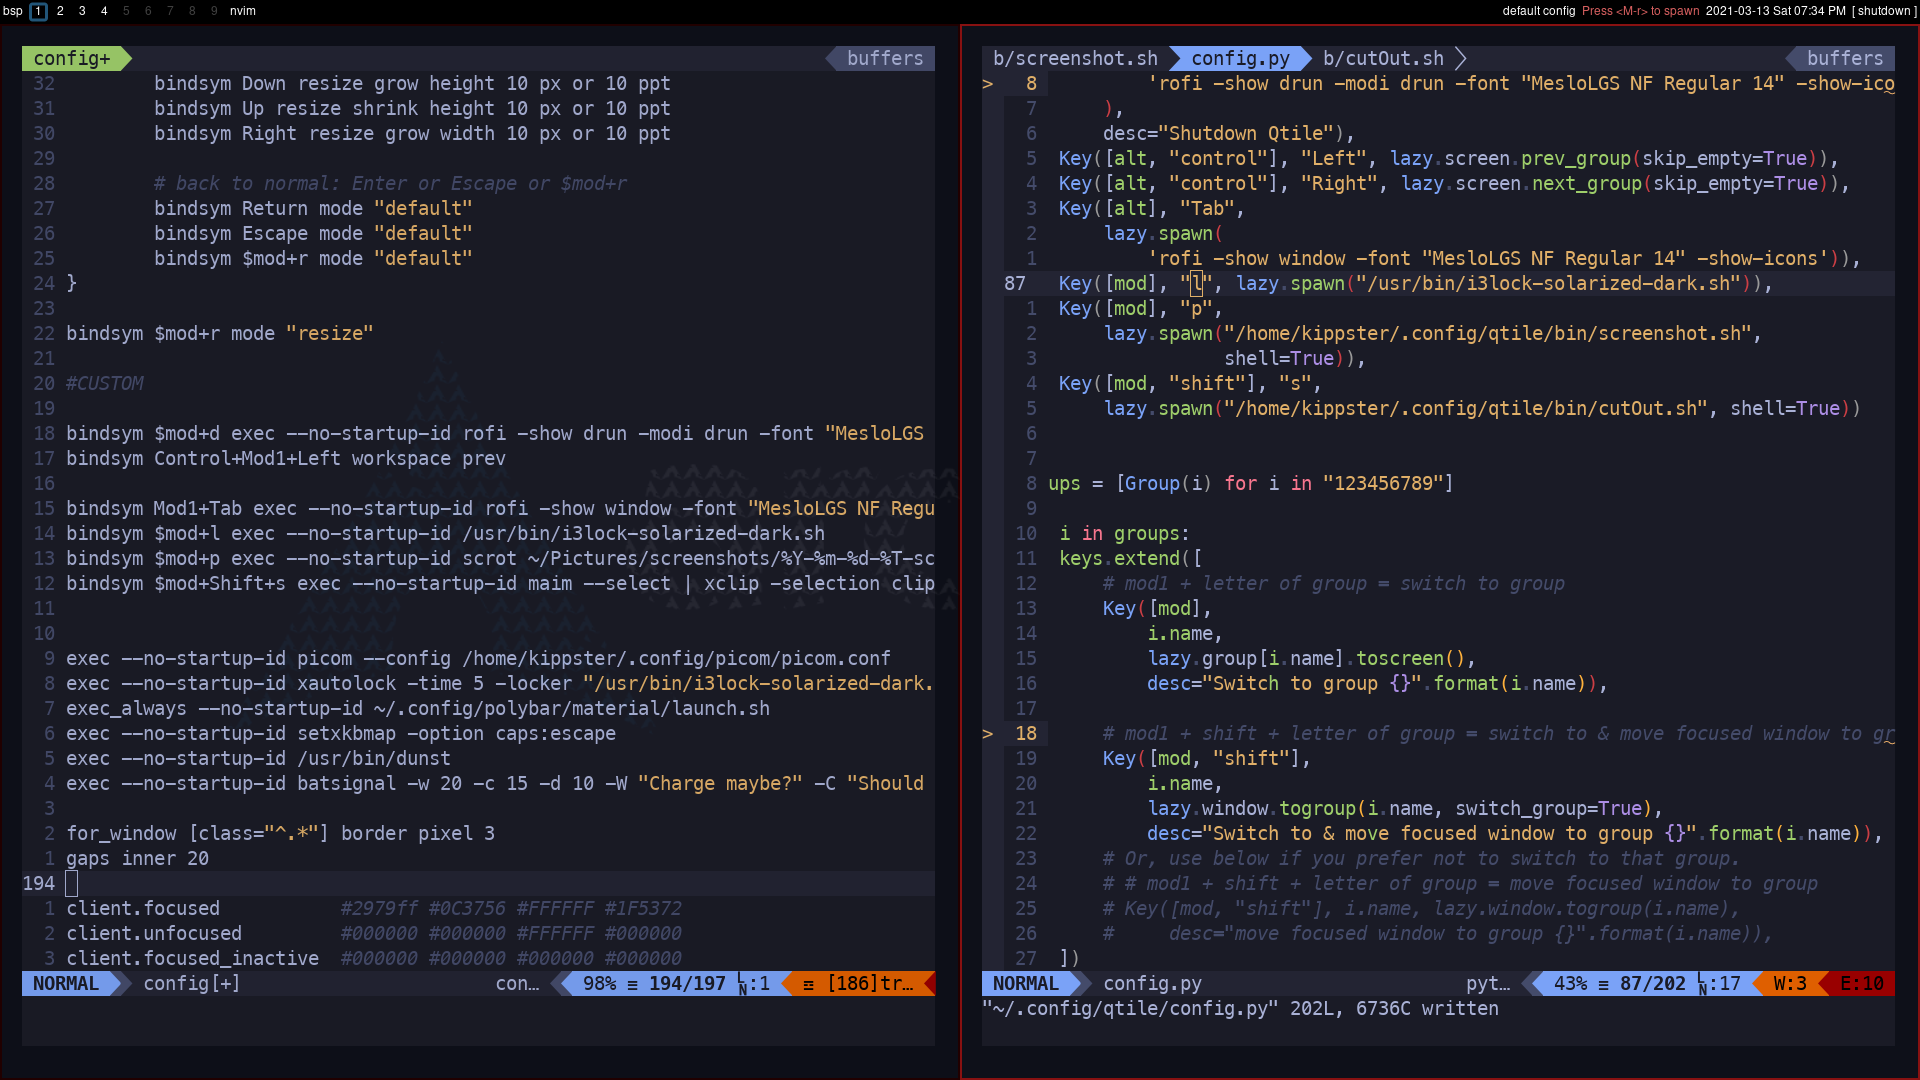 bsp 1 2 3 4 5 6 7 8 9 nvim default config Press <M-r> to spawn 2021-03-13 Sat 07:34 PM [ shutdown ]
config+ buffers
32 bindsym Down resize grow height 10 px or 10 ppt
31 bindsym Up resize shrink height 10 px or 10 ppt
30 bindsym Right resize grow width 10 px or 10 ppt
29
28 # back to normal: Enter or Escape or $mod+r
27 bindsym Return mode "default"
26 bindsym Escape mode "default"
25 bindsym $mod+r mode "default"
24 }
23
22 bindsym $mod+r mode "resize"
21
20 #CUSTOM
19
18 bindsym $mod+d exec --no-startup-id rofi -show drun -modi drun -font "MesloLGS
17 bindsym Control+Mod1+Left workspace prev
16
15 bindsym Mod1+Tab exec --no-startup-id rofi -show window -font "MesloLGS NF Regu
14 bindsym $mod+l exec --no-startup-id /usr/bin/i3lock-solarized-dark.sh
13 bindsym $mod+p exec --no-startup-id scrot ~/Pictures/screenshots/%Y-%m-%d-%T-sc
12 bindsym $mod+Shift+s exec --no-startup-id maim --select | xclip -selection clip
11
10
9 exec --no-startup-id picom --config /home/kippster/.config/picom/picom.conf
8 exec --no-startup-id xautolock -time 5 -locker "/usr/bin/i3lock-solarized-dark.
7 exec_always --no-startup-id ~/.config/polybar/material/launch.sh
6 exec --no-startup-id setxkbmap -option caps:escape
5 exec --no-startup-id /usr/bin/dunst
4 exec --no-startup-id batsignal -w 20 -c 15 -d 10 -W "Charge maybe?" -C "Should
3
2 for_window [class="^.*"] border pixel 3
1 gaps inner 20
194
1 client.focused #2979ff #0C3756 #FFFFFF #1F5372
2 client.unfocused #000000 #000000 #FFFFFF #000000
3 client.focused_inactive #000000 #000000 #000000 #000000
NORMAL config[+] con… 98% ≡ 194/197 :1 [186]tr…
b/screenshot.sh config.py b/cutOut.sh buffers
> 8 'rofi -show drun -modi drun -font "MesloLGS NF Regular 14" -show-ico
7 ),
6 desc="Shutdown Qtile"),
5 Key([alt, "control"], "Left", lazy.screen.prev_group(skip_empty=True)),
4 Key([alt, "control"], "Right", lazy.screen.next_group(skip_empty=True)),
3 Key([alt], "Tab",
2 lazy.spawn(
1 'rofi -show window -font "MesloLGS NF Regular 14" -show-icons')),
87 Key([mod], "l", lazy.spawn("/usr/bin/i3lock-solarized-dark.sh")),
1 Key([mod], "p",
2 lazy.spawn("/home/kippster/.config/qtile/bin/screenshot.sh",
3 shell=True)),
4 Key([mod, "shift"], "s",
5 lazy.spawn("/home/kippster/.config/qtile/bin/cutOut.sh", shell=True))
6
7
8 ups = [Group(i) for i in "123456789"]
9
10 i in groups:
11 keys.extend([
12 # mod1 + letter of group = switch to group
13 Key([mod],
14 i.name,
15 lazy.group[i.name].toscreen(),
16 desc="Switch to group {}".format(i.name)),
17
> 18 # mod1 + shift + letter of group = switch to & move focused window to gr
19 Key([mod, "shift"],
20 i.name,
21 lazy.window.togroup(i.name, switch_group=True),
22 desc="Switch to & move focused window to group {}".format(i.name)),
23 # Or, use below if you prefer not to switch to that group.
24 # # mod1 + shift + letter of group = move focused window to group
25 # Key([mod, "shift"], i.name, lazy.window.togroup(i.name),
26 # desc="move focused window to group {}".format(i.name)),
27 ])
NORMAL config.py pyt… 43% ≡ 87/202 :17 W:3 E:10
"~/.config/qtile/config.py" 202L, 6736C written